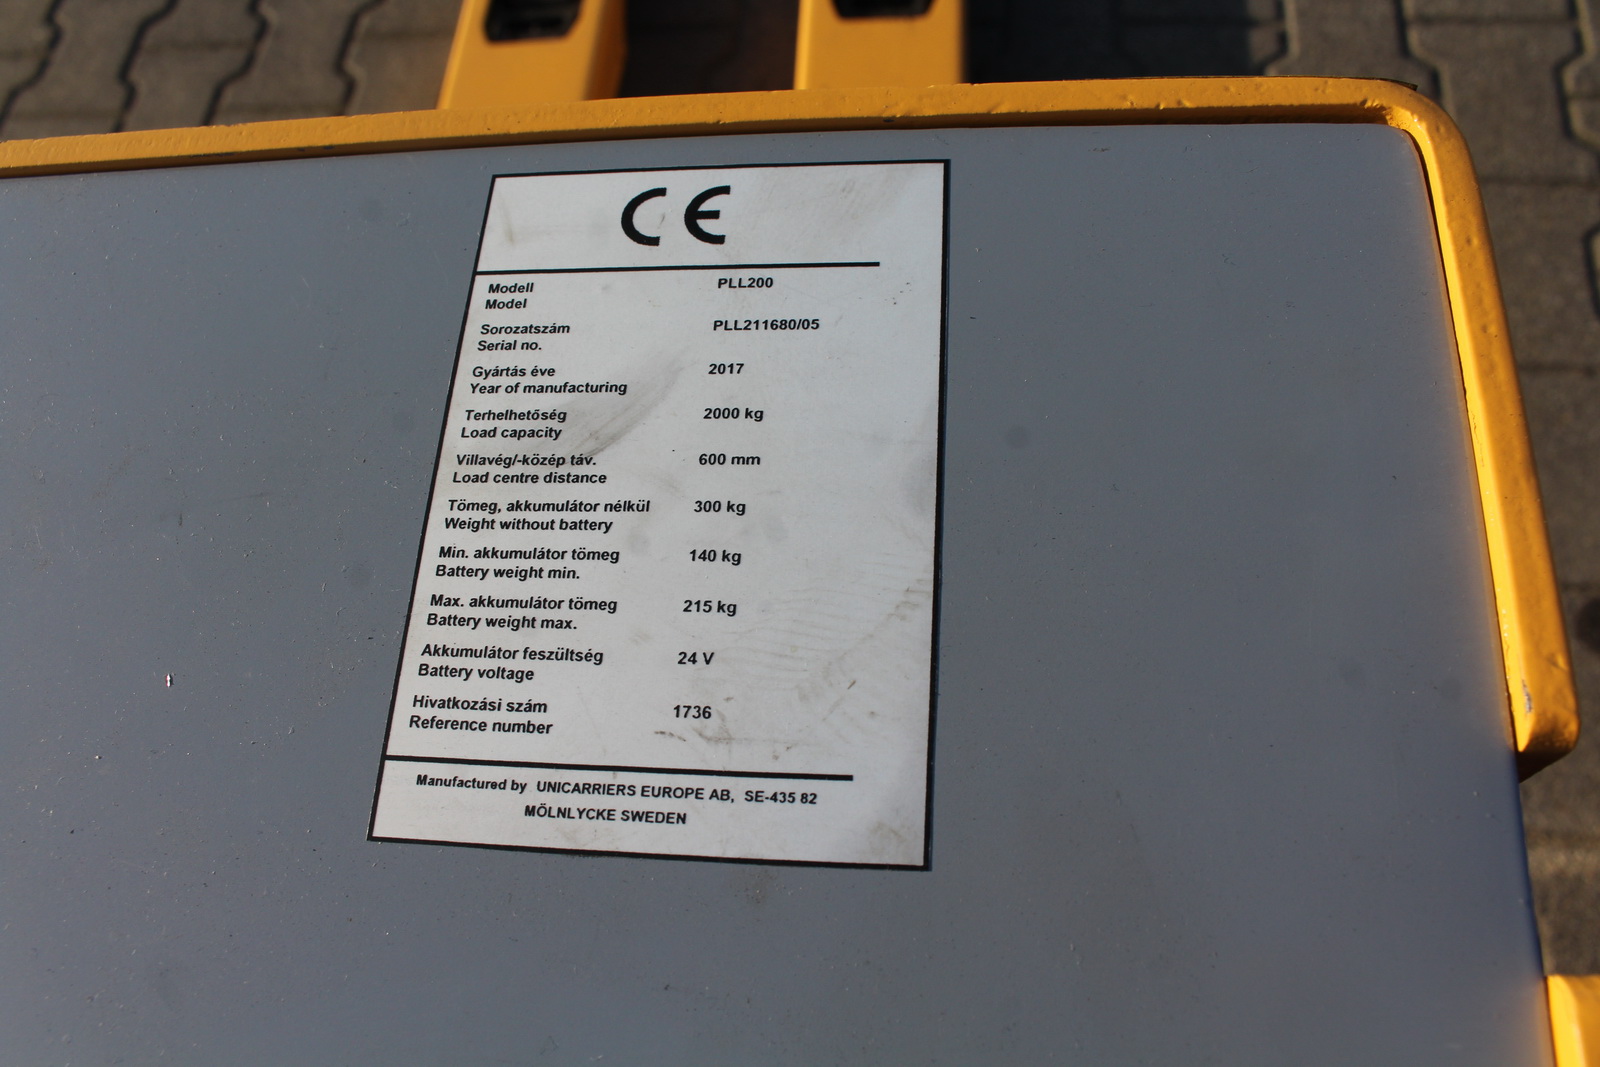 CE
Modell PLL200
Model
Sorozatszám PLL211680/05
Serial no.
Gyártás éve 2017
Year of manufacturing
Terhelhetőség 2000 kg
Load capacity
Villavég/-közép táv. 600 mm
Load centre distance
Tömeg, akkumulátor nélkül 300 kg
Weight without battery
Min. akkumulátor tömeg 140 kg
Battery weight min.
Max. akkumulátor tömeg 215 kg
Battery weight max.
Akkumulátor feszültség 24 V
Battery voltage
Hivatkozási szám 1736
Reference number
Manufactured by UNICARRIERS EUROPE AB, SE-435 82
MÖLNLYCKE SWEDEN